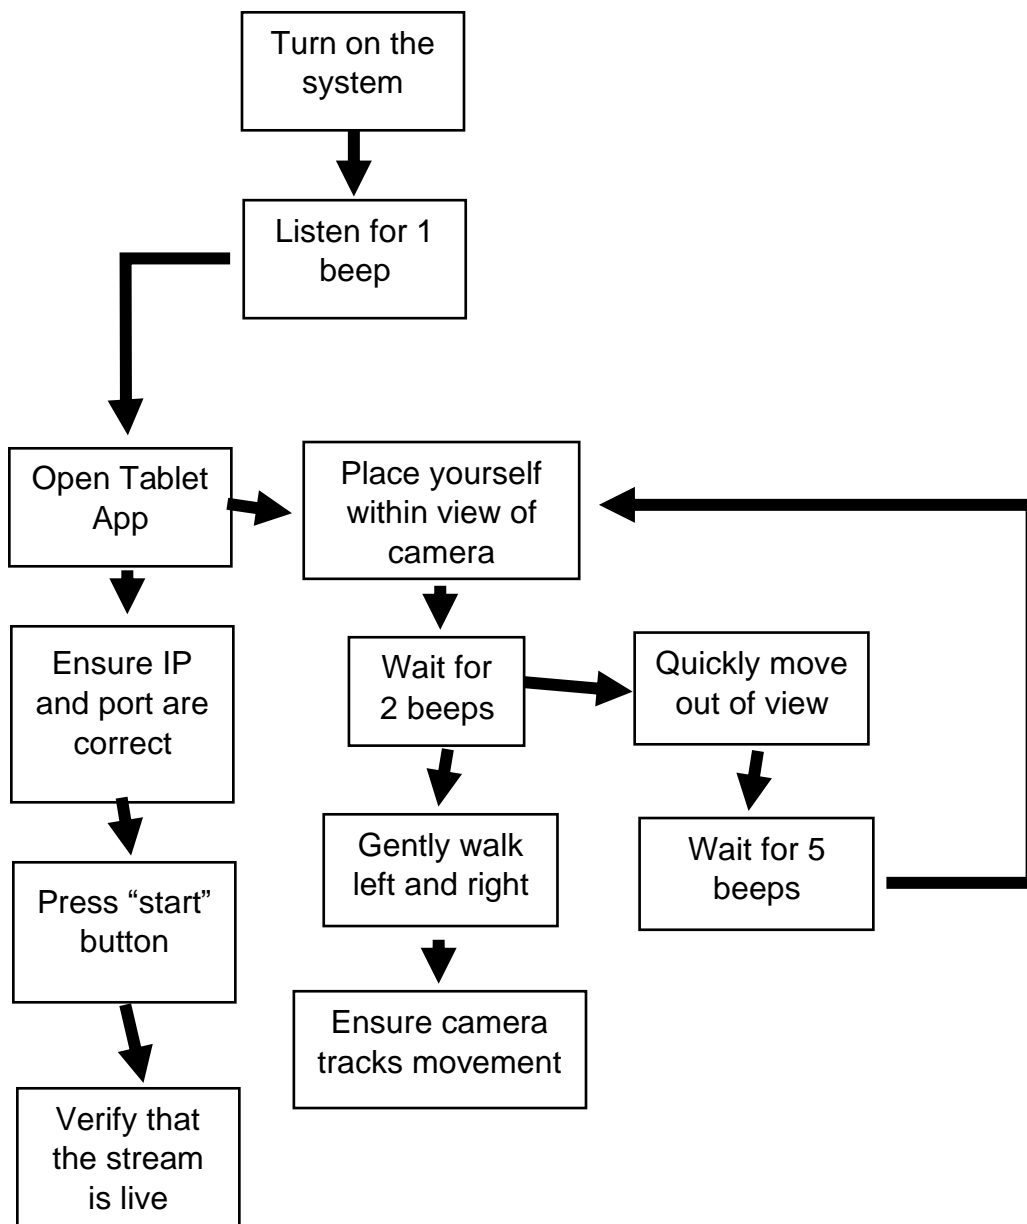 Turn on the
system
Listen for 1
beep
Open Tablet
App
Place yourself
within view of
camera
Ensure IP
and port are
correct
Wait for
2 beeps
Quickly move
out of view
Press “start”
button
Gently walk
left and right
Wait for 5
beeps
Ensure camera
tracks movement
Verify that
the stream
is live